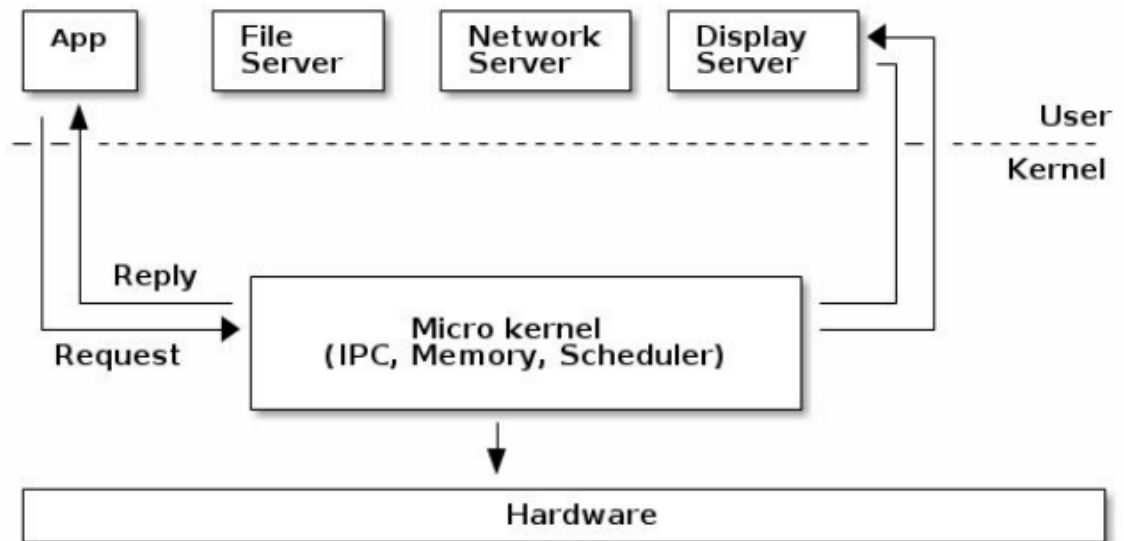 App
File
Server
Network
Server
Display
Server
User
Kernel
Reply
Request
Micro kernel
(IPC, Memory, Scheduler)
Hardware